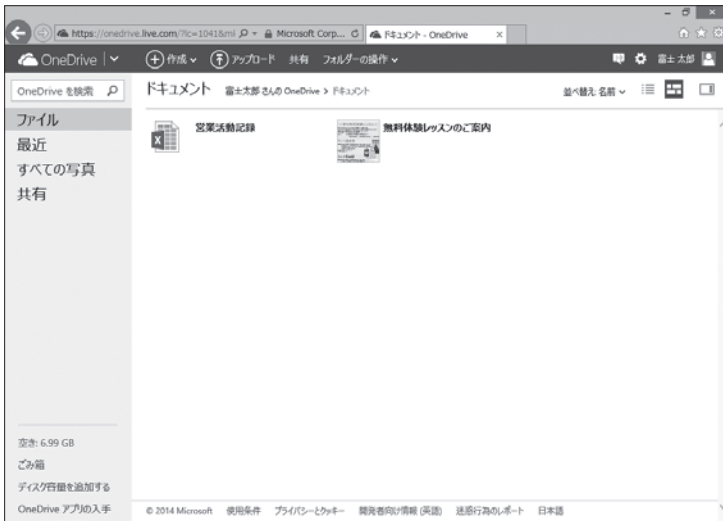 https://onedrive.live.com/?lc=1041&mi
Microsoft Corp...
ドキュメント - OneDrive
OneDrive
作成
アップロード
共有
フォルダーの操作
富士 太郎
OneDrive を検索
ドキュメント
富士太郎 さんの OneDrive > ドキュメント
並べ替え: 名前
ファイル
最近
すべての写真
共有
営業活動記録
無料体験レッスンのご案内
空き: 6.99 GB
ごみ箱
ディスク容量を追加する
OneDrive アプリの入手
© 2014 Microsoft 使用条件 プライバシーとクッキー 開発者向け情報 (英語) 迷惑行為のレポート 日本語